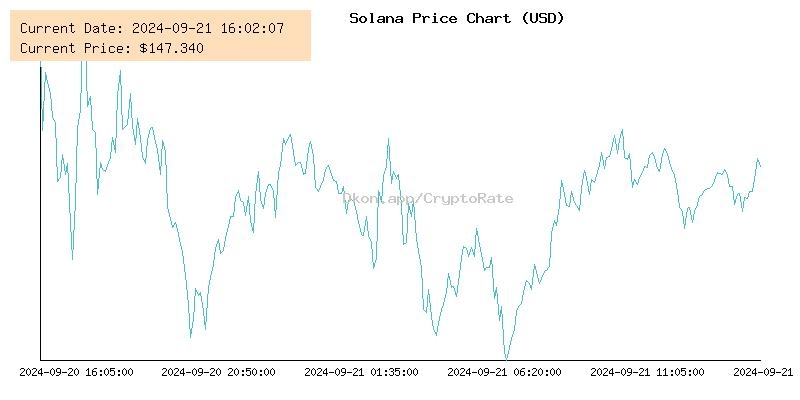 Solana Price Chart (USD)
Current Date: 2024-09-21 16:02:07
Current Price: $147.340
Dkonl.app/CryptoRate
2024-09-20 16:05:00 2024-09-20 20:50:00 2024-09-21 01:35:00 2024-09-21 06:20:00 2024-09-21 11:05:00 2024-09-21